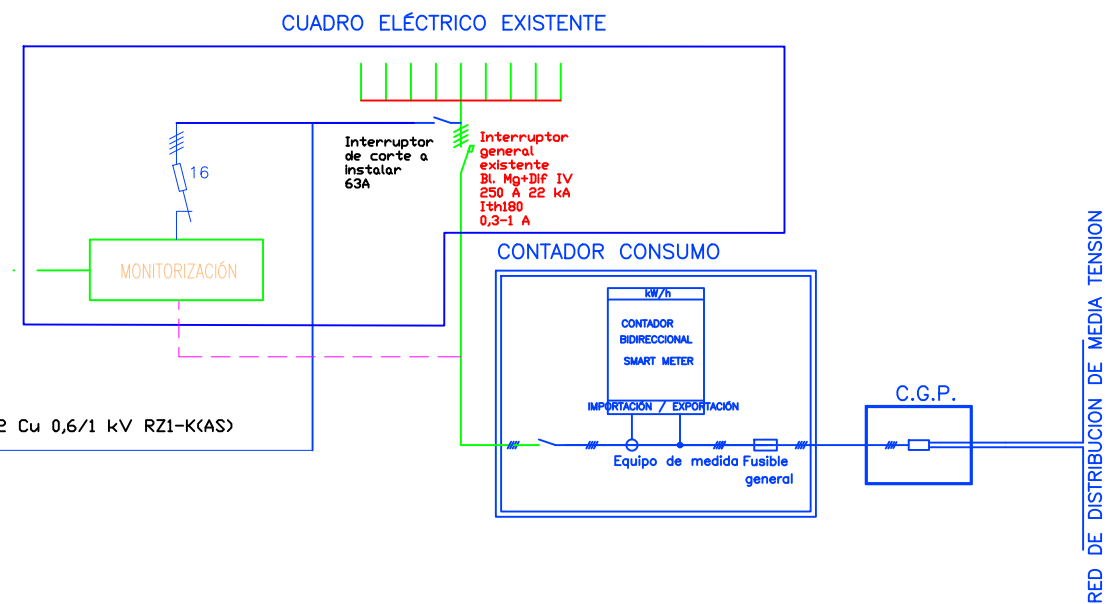 CUADRO ELÉCTRICO EXISTENTE
Interruptor
de corte a
instalar
63A
Interruptor
general
existente
Bl. Mg+Dif IV
250 A 22 kA
Ith180
0,3-1 A
16
MONITORIZACIÓN
CONTADOR CONSUMO
kW/h
CONTADOR
BIDIRECCIONAL
SMART METER
IMPORTACIÓN / EXPORTACIÓN
Equipo de medida
Fusible
general
C.G.P.
RED DE DISTRIBUCION DE MEDIA TENSION
2 Cu 0,6/1 kV RZ1-K(AS)